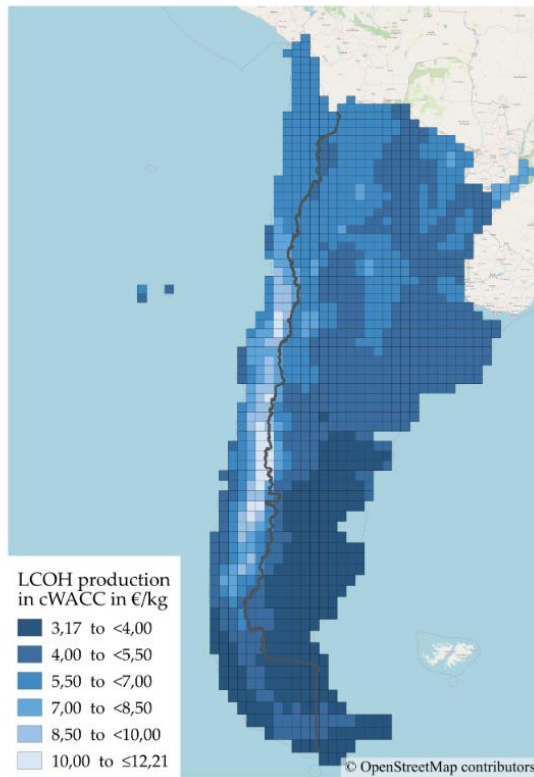 LCOH production
in cWACC in €/kg
3,17 to <4,00
4,00 to <5,50
5,50 to <7,00
7,00 to <8,50
8,50 to <10,00
10,00 to ≤12,21
© OpenStreetMap contributors